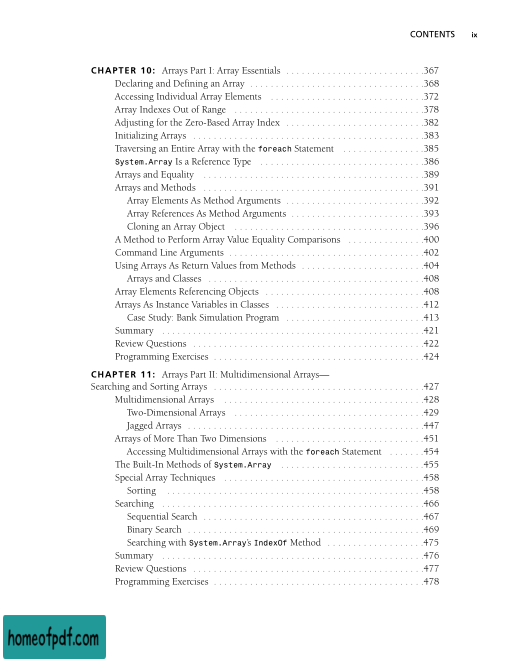 CONTENTS ix
CHAPTER 10: Arrays Part I: Array Essentials . . . . . . . . . . . . . . . . . . . . . . . . . . .367
Declaring and Defining an Array . . . . . . . . . . . . . . . . . . . . . . . . . . . . . . . . .368
Accessing Individual Array Elements . . . . . . . . . . . . . . . . . . . . . . . . . . . . .372
Array Indexes Out of Range . . . . . . . . . . . . . . . . . . . . . . . . . . . . . . . . . . . .378
Adjusting for the Zero-Based Array Index . . . . . . . . . . . . . . . . . . . . . . . . . . .382
Initializing Arrays . . . . . . . . . . . . . . . . . . . . . . . . . . . . . . . . . . . . . . . . . . . .383
Traversing an Entire Array with the foreach Statement . . . . . . . . . . . . . . . .385
System.Array Is a Reference Type . . . . . . . . . . . . . . . . . . . . . . . . . . . . . . .386
Arrays and Equality . . . . . . . . . . . . . . . . . . . . . . . . . . . . . . . . . . . . . . . . . .389
Arrays and Methods . . . . . . . . . . . . . . . . . . . . . . . . . . . . . . . . . . . . . . . . . .391
Array Elements As Method Arguments . . . . . . . . . . . . . . . . . . . . . . . . . . .392
Array References As Method Arguments . . . . . . . . . . . . . . . . . . . . . . . . . .393
Cloning an Array Object . . . . . . . . . . . . . . . . . . . . . . . . . . . . . . . . . . . . .396
A Method to Perform Array Value Equality Comparisons . . . . . . . . . . . . . . .400
Command Line Arguments . . . . . . . . . . . . . . . . . . . . . . . . . . . . . . . . . . . . .402
Using Arrays As Return Values from Methods . . . . . . . . . . . . . . . . . . . . . . . .404
Arrays and Classes . . . . . . . . . . . . . . . . . . . . . . . . . . . . . . . . . . . . . . . . .408
Array Elements Referencing Objects . . . . . . . . . . . . . . . . . . . . . . . . . . . . . .408
Arrays As Instance Variables in Classes . . . . . . . . . . . . . . . . . . . . . . . . . . . .412
Case Study: Bank Simulation Program . . . . . . . . . . . . . . . . . . . . . . . . . . .413
Summary . . . . . . . . . . . . . . . . . . . . . . . . . . . . . . . . . . . . . . . . . . . . . . . . .421
Review Questions . . . . . . . . . . . . . . . . . . . . . . . . . . . . . . . . . . . . . . . . . . . .422
Programming Exercises . . . . . . . . . . . . . . . . . . . . . . . . . . . . . . . . . . . . . . . .424
CHAPTER 11: Arrays Part II: Multidimensional Arrays—
Searching and Sorting Arrays . . . . . . . . . . . . . . . . . . . . . . . . . . . . . . . . . . . . .427
Multidimensional Arrays . . . . . . . . . . . . . . . . . . . . . . . . . . . . . . . . . . . . . .428
Two-Dimensional Arrays . . . . . . . . . . . . . . . . . . . . . . . . . . . . . . . . . . . . .429
Jagged Arrays . . . . . . . . . . . . . . . . . . . . . . . . . . . . . . . . . . . . . . . . . . . . .447
Arrays of More Than Two Dimensions . . . . . . . . . . . . . . . . . . . . . . . . . . . . .451
Accessing Multidimensional Arrays with the foreach Statement . . . . . . .454
The Built-In Methods of System.Array . . . . . . . . . . . . . . . . . . . . . . . . . . . .455
Special Array Techniques . . . . . . . . . . . . . . . . . . . . . . . . . . . . . . . . . . . . . .458
Sorting . . . . . . . . . . . . . . . . . . . . . . . . . . . . . . . . . . . . . . . . . . . . . . . . . .458
Searching . . . . . . . . . . . . . . . . . . . . . . . . . . . . . . . . . . . . . . . . . . . . . . . . .466
Sequential Search . . . . . . . . . . . . . . . . . . . . . . . . . . . . . . . . . . . . . . . . . .467
Binary Search . . . . . . . . . . . . . . . . . . . . . . . . . . . . . . . . . . . . . . . . . . . . .469
Searching with System.Array's IndexOf Method . . . . . . . . . . . . . . . . . . .475
Summary . . . . . . . . . . . . . . . . . . . . . . . . . . . . . . . . . . . . . . . . . . . . . . . . .476
Review Questions . . . . . . . . . . . . . . . . . . . . . . . . . . . . . . . . . . . . . . . . . . . .477
Programming Exercises . . . . . . . . . . . . . . . . . . . . . . . . . . . . . . . . . . . . . . . .478
homeofpdf.com